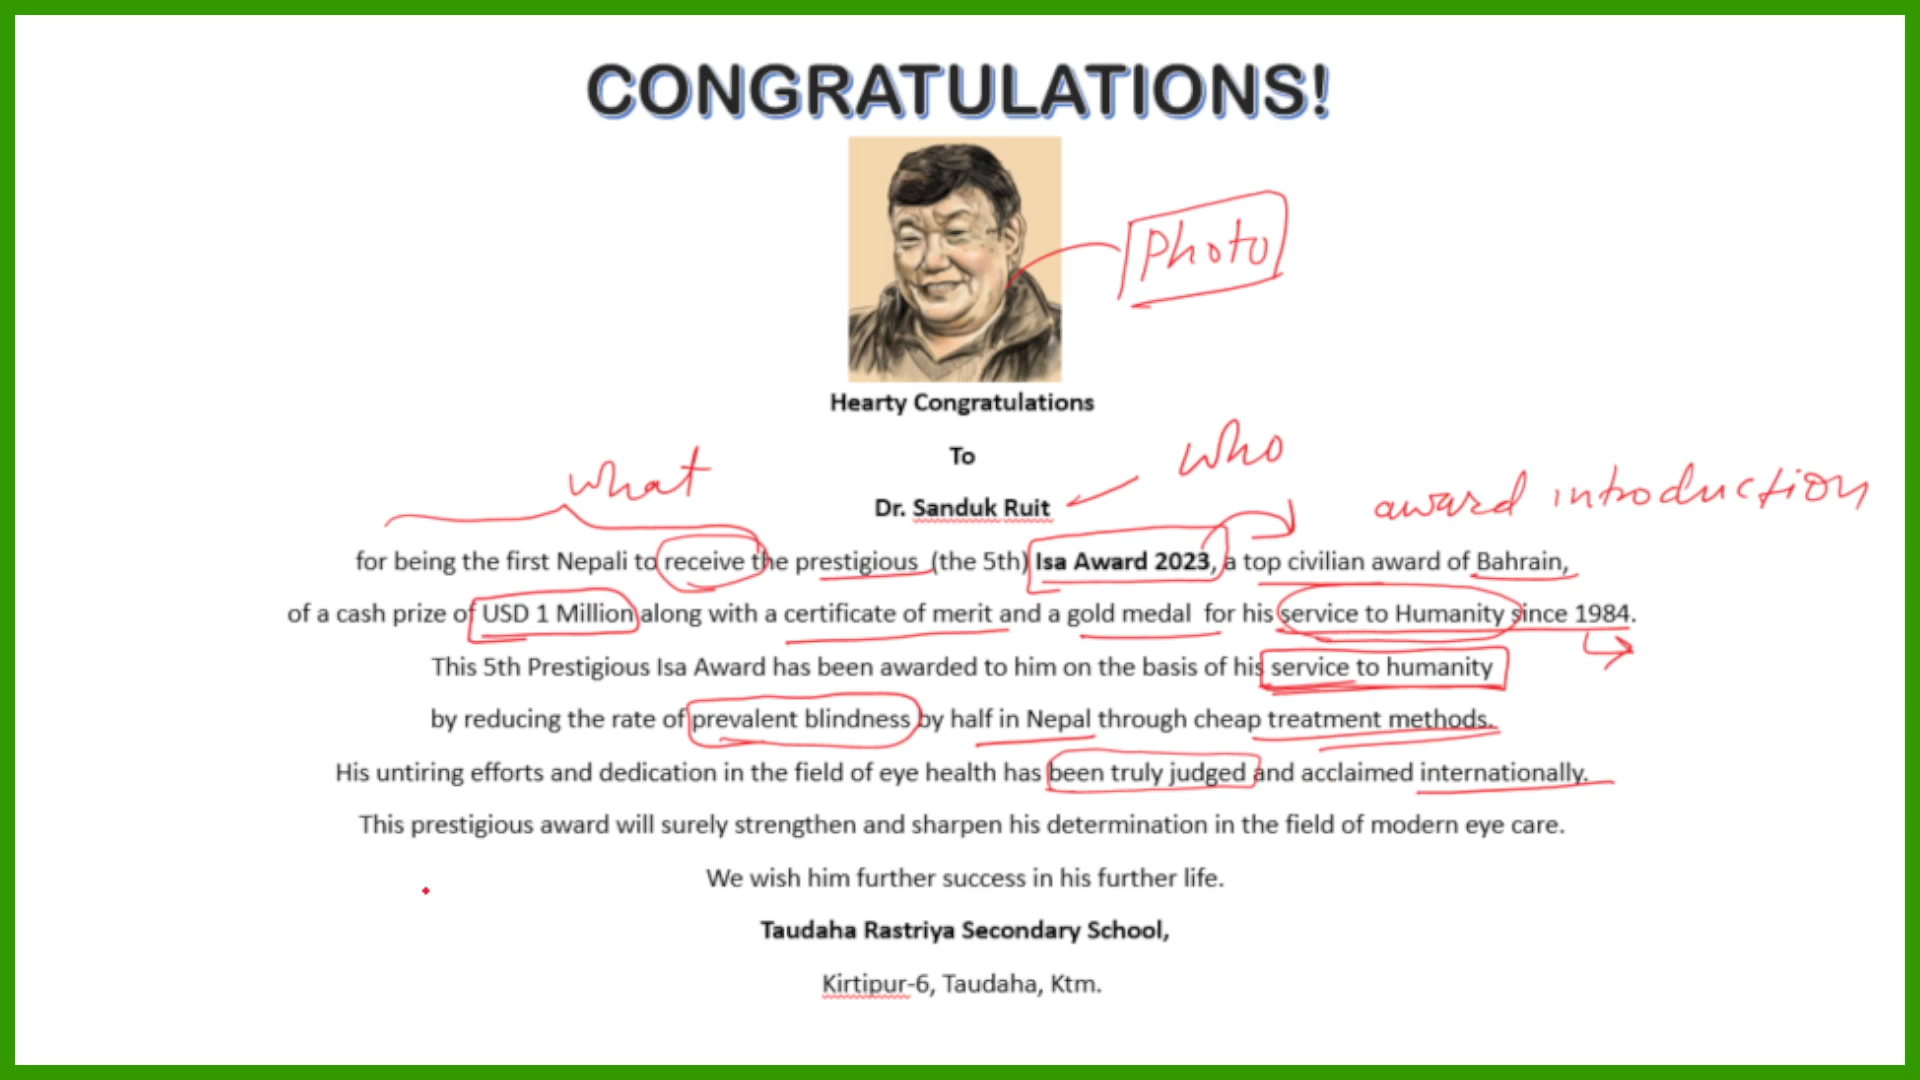 CONGRATULATIONS!
Photo
Hearty Congratulations
To
who
what
Dr. Sanduk Ruit
award introduction
for being the first Nepali to receive the prestigious (the 5th) Isa Award 2023, a top civilian award of Bahrain,
of a cash prize of USD 1 Million along with a certificate of merit and a gold medal for his service to Humanity since 1984.
This 5th Prestigious Isa Award has been awarded to him on the basis of his service to humanity
by reducing the rate of prevalent blindness by half in Nepal through cheap treatment methods.
His untiring efforts and dedication in the field of eye health has been truly judged and acclaimed internationally.
This prestigious award will surely strengthen and sharpen his determination in the field of modern eye care.
We wish him further success in his further life.
Taudaha Rastriya Secondary School,
Kirtipur-6, Taudaha, Ktm.